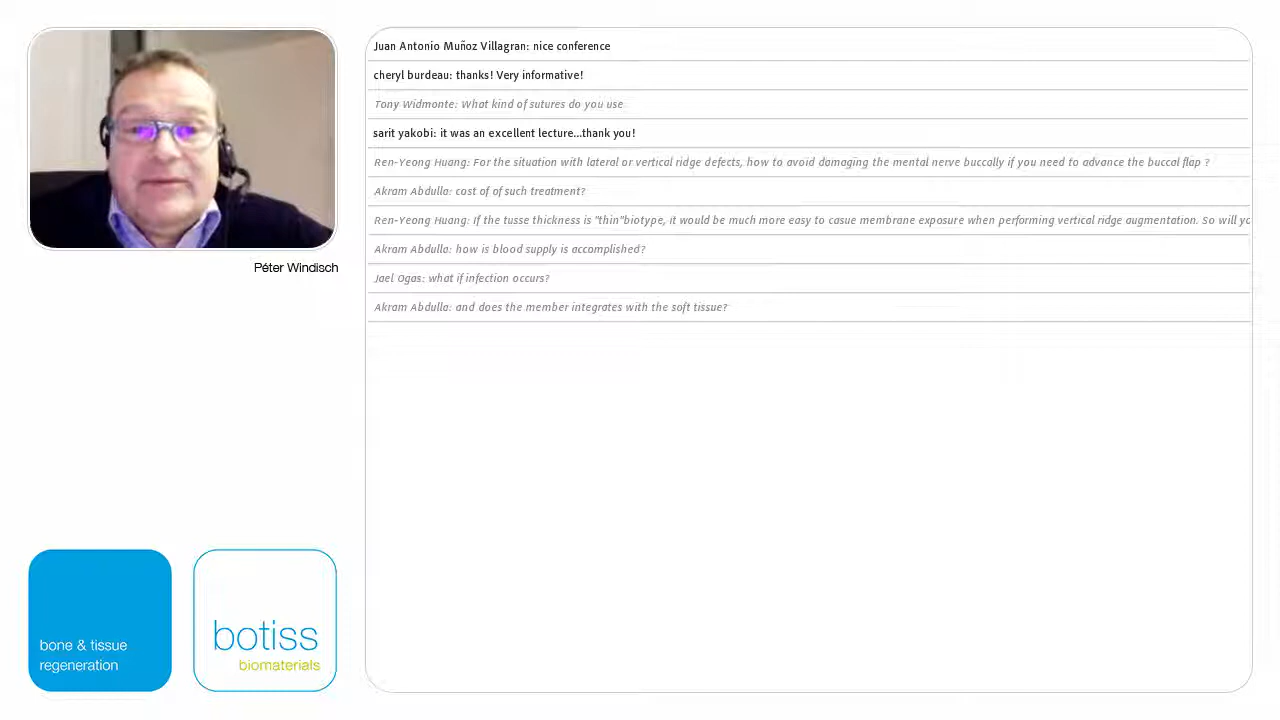 Juan Antonio Muñoz Villagran: nice conference
cheryl burdeau: thanks! Very informative!
Tony Widmonte: What kind of sutures do you use
sarit yakobi: it was an excellent lecture...thank you!
Ren-Yeong Huang: For the situation with lateral or vertical ridge defects, how to avoid damaging the mental nerve buccally if you need to advance the buccal flap ?
Akram Abdulla: cost of of such treatment?
Ren-Yeong Huang: If the tusse thickness is "thin"biotype, it would be much more easy to casue membrane exposure when performing vertical ridge augmentation. So will yo
Akram Abdulla: how is blood supply is accomplished?
Jael Ogas: what if infection occurs?
Akram Abdulla: and does the member integrates with the soft tissue?
Péter Windisch
bone & tissue
regeneration
botiss
biomaterials